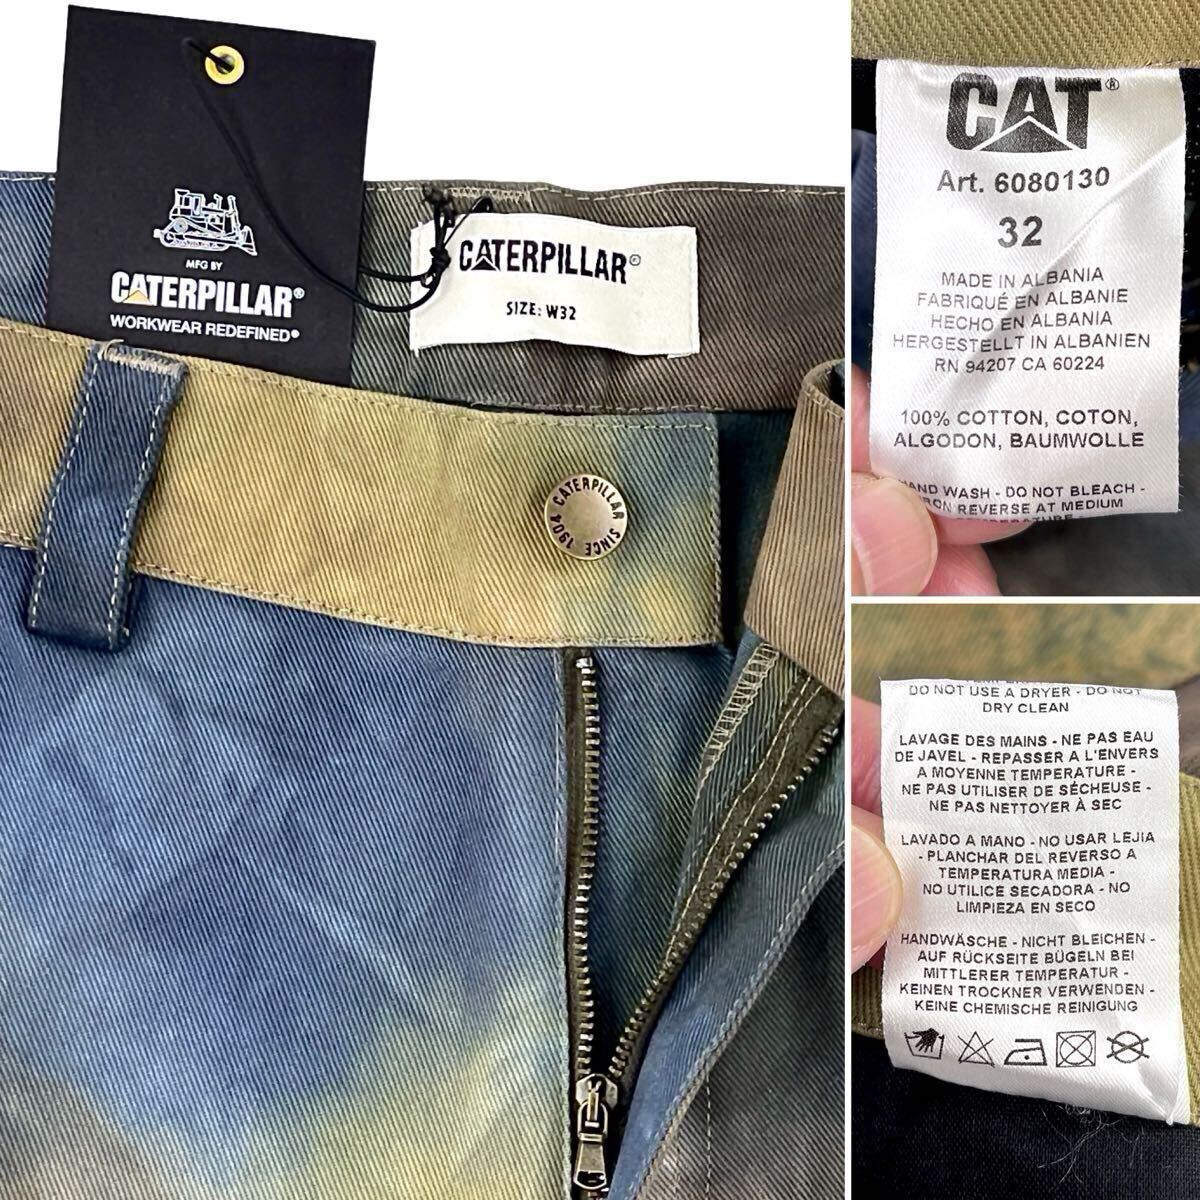 MFG BY
CATERPILLAR®
WORKWEAR REDEFINED®
CATERPILLAR®
SIZE: W32
CATERPILLAR SINCE 1904
CAT®
Art. 6080130
32
MADE IN ALBANIA
FABRIQUÉ EN ALBANIE
HECHO EN ALBANIA
HERGESTELLT IN ALBANIEN
RN 94207 CA 60224
100% COTTON, COTON,
ALGODON, BAUMWOLLE
WASH - DO NOT BLEACH -
REVERSE AT MEDIUM
DO NOT USE A DRYER - DO NOT
DRY CLEAN
LAVAGE DES MAINS - NE PAS EAU
DE JAVEL - REPASSER A L'ENVERS
A MOYENNE TEMPERATURE -
NE PAS UTILISER DE SÉCHEUSE -
NE PAS NETTOYER À SEC
LAVADO A MANO - NO USAR LEJIA
- PLANCHAR DEL REVERSO A
TEMPERATURA MEDIA -
NO UTILICE SECADORA - NO
LIMPIEZA EN SECO
HANDWÄSCHE - NICHT BLEICHEN -
AUF RÜCKSEITE BÜGELN BEI
MITTLERER TEMPERATUR -
KEINEN TROCKNER VERWENDEN -
KEINE CHEMISCHE REINIGUNG